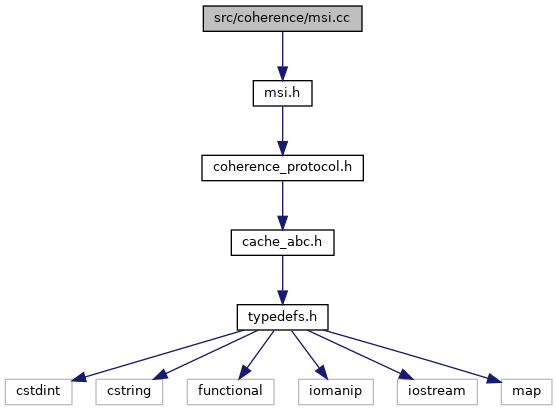 src/coherence/msi.cc
msi.h
coherence_protocol.h
cache_abc.h
typedefs.h
cstdint
cstring
functional
iomanip
iostream
map